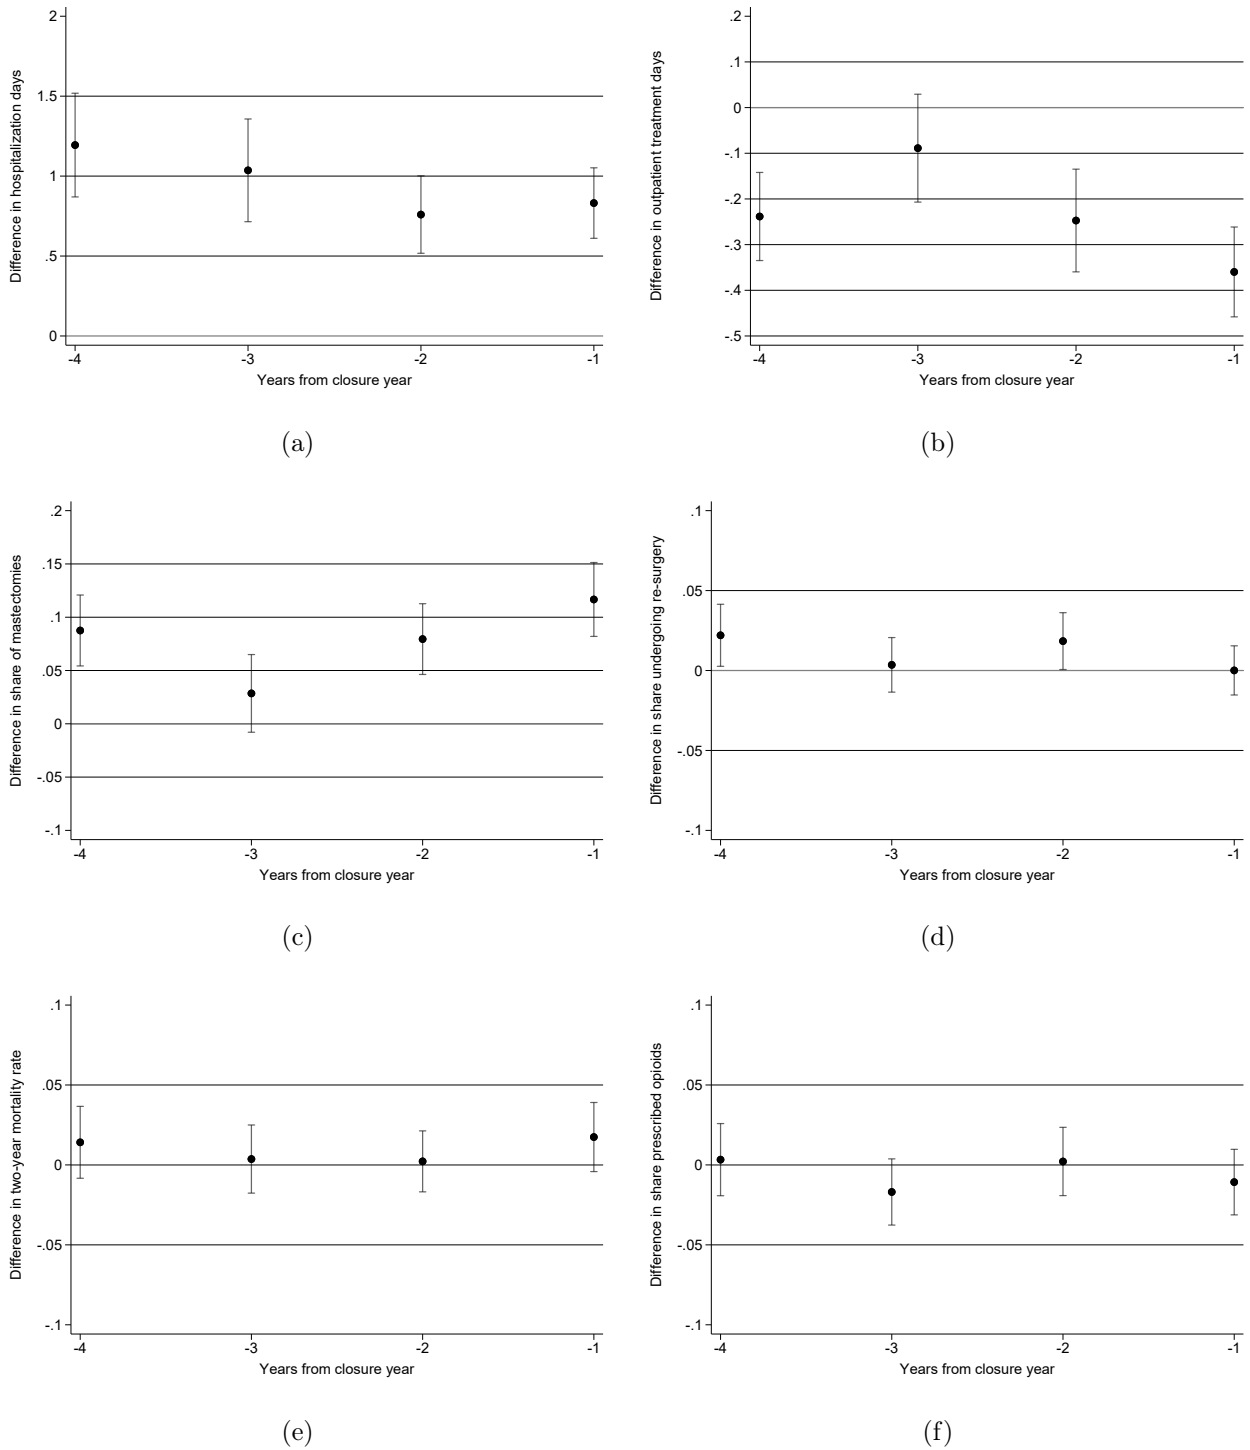 2
1.5
1
.5
0
Difference in hospitalization days
-4 -3 -2 -1
Years from closure year
(a)
.2
.1
0
-.1
-.2
-.3
-.4
-.5
Difference in outpatient treatment days
-4 -3 -2 -1
Years from closure year
(b)
.2
.15
.1
.05
0
-.05
-.1
Difference in share of mastectomies
-4 -3 -2 -1
Years from closure year
(c)
.1
.05
0
-.05
-.1
Difference in share undergoing re-surgery
-4 -3 -2 -1
Years from closure year
(d)
.1
.05
0
-.05
-.1
Difference in two-year mortality rate
-4 -3 -2 -1
Years from closure year
(e)
.1
.05
0
-.05
-.1
Difference in share prescribed opioids
-4 -3 -2 -1
Years from closure year
(f)